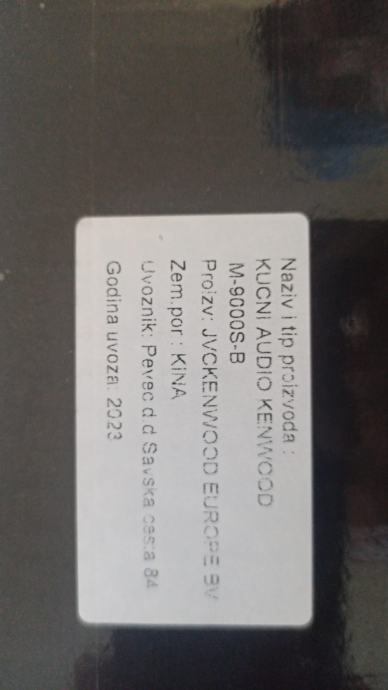 Naziv i tip proizvoda :
KUCNI AUDIO KENWOOD
M-9000S-B
Proizv: JVCKENWOOD EUROPE BV
Zem.por : KINA
Uvoznik: Pevec d.d Savska cesta 84
Godina uvoza: 2023